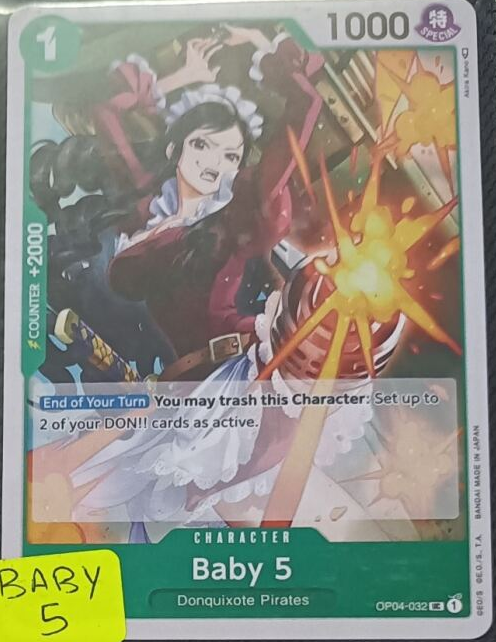 1
1000
特
SPECIAL
Akira Kano
COUNTER +2000
End of Your Turn You may trash this Character: Set up to
2 of your DON!! cards as active.
CHARACTER
Baby 5
Donquixote Pirates
OP04-032 UC 1
©E.O./S., T.A. BANDAI MADE IN JAPAN
BABY
5